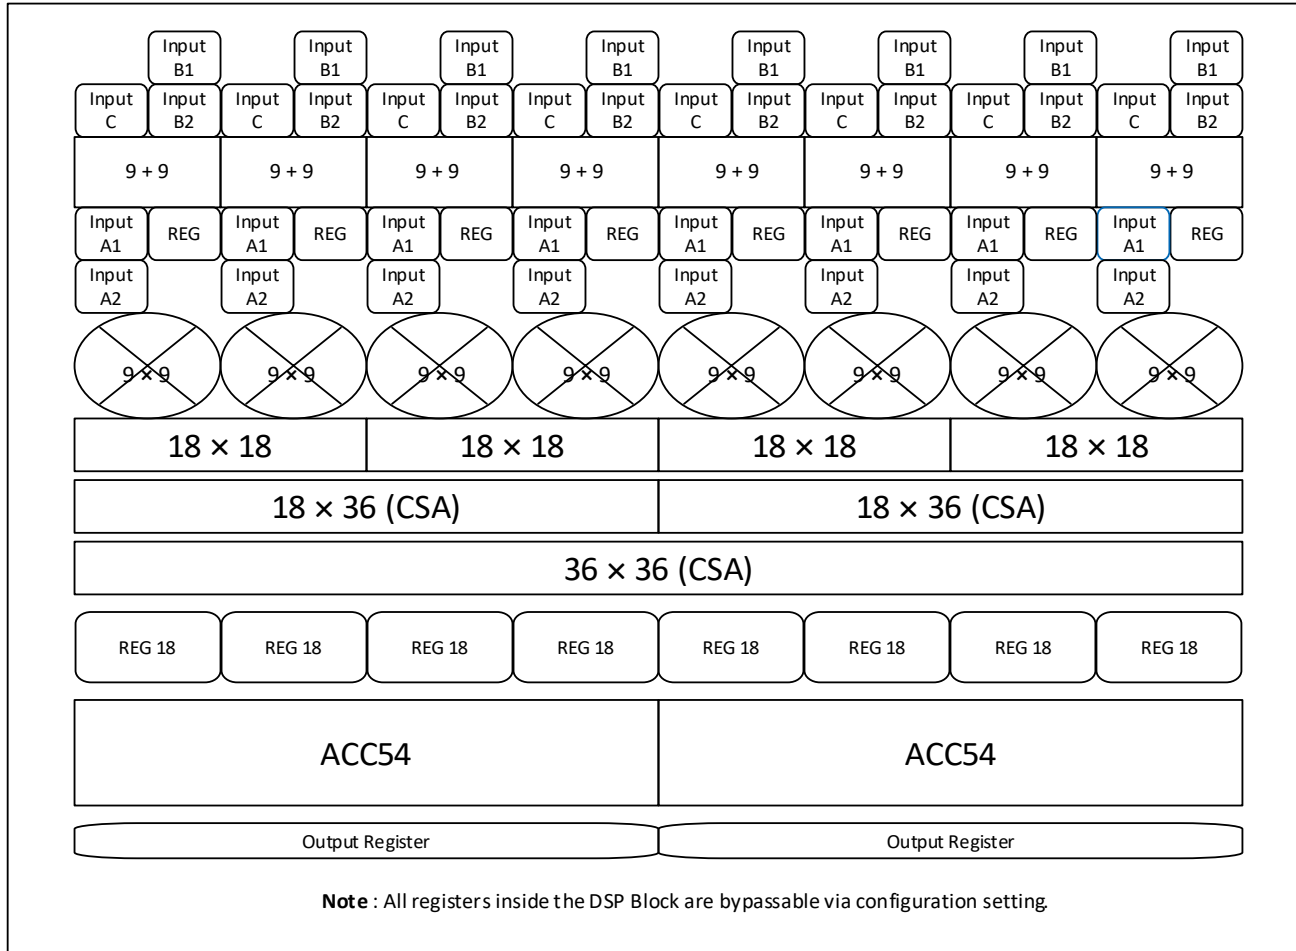 Input Input Input Input Input Input Input Input
B1 B1 B1 B1 B1 B1 B1 B1
Input Input Input Input Input Input Input Input Input Input Input Input Input Input Input Input
C B2 C B2 C B2 C B2 C B2 C B2 C B2 C B2
9 + 9 9 + 9 9 + 9 9 + 9 9 + 9 9 + 9 9 + 9 9 + 9
Input REG Input REG Input REG Input REG Input REG Input REG Input REG Input REG
A1 A1 A1 A1 A1 A1 A1 A1
Input Input Input Input Input Input Input Input
A2 A2 A2 A2 A2 A2 A2 A2
9 × 9 9 × 9 9 × 9 9 × 9 9 × 9 9 × 9 9 × 9 9 × 9
18 × 18 18 × 18 18 × 18 18 × 18
18 × 36 (CSA) 18 × 36 (CSA)
36 × 36 (CSA)
REG 18 REG 18 REG 18 REG 18 REG 18 REG 18 REG 18 REG 18
ACC54 ACC54
Output Register Output Register
Note : All registers inside the DSP Block are bypassable via configuration setting.